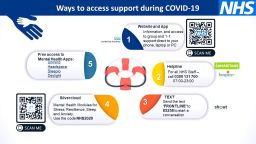 Ways to access support during COVID-19
NHS
1
Website and App
Information, and access
to group and 1-1
support direct to your
phone, laptop or PC
SCAN ME
Free access to
Mental Health Apps:
Headspace
Sleepio
Daylight
5
2
Helpline
For all NHS Staff –
call 0300 131 700
07:00-23:00
SAMARITANS
hospice
SCAN ME
4
Silvercloud
Mental Health Modules for
Stress, Resilience, Sleep
and Anxiety.
Use the code NHS2020
3
TEXT
Send the text
'FRONTLINE' to
85258 to start a
conversation
shout
SCAN ME